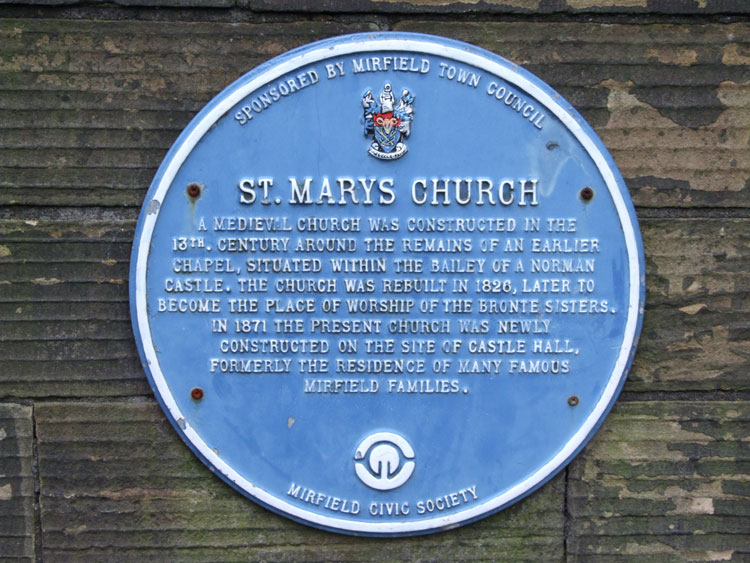 SPONSORED BY MIRFIELD TOWN COUNCIL
ST. MARYS CHURCH
A MEDIEVAL CHURCH WAS CONSTRUCTED IN THE
13TH. CENTURY AROUND THE REMAINS OF AN EARLIER
CHAPEL, SITUATED WITHIN THE BAILEY OF A NORMAN
CASTLE. THE CHURCH WAS REBUILT IN 1826, LATER TO
BECOME THE PLACE OF WORSHIP OF THE BRONTE SISTERS.
IN 1871 THE PRESENT CHURCH WAS NEWLY
CONSTRUCTED ON THE SITE OF CASTLE HALL,
FORMERLY THE RESIDENCE OF MANY FAMOUS
MIRFIELD FAMILIES.
MIRFIELD CIVIC SOCIETY